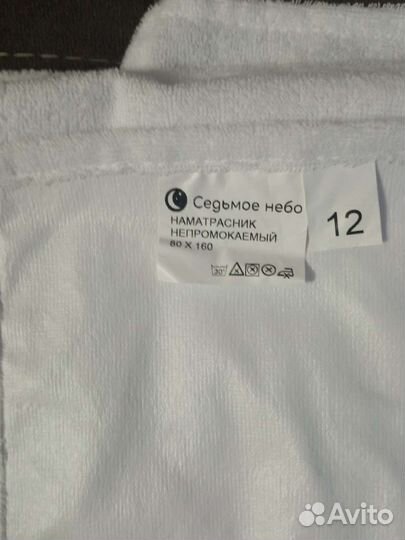 Седьмое небо
НАМАТРАСНИК
НЕПРОМОКАЕМЫЙ
80 X 160
30°
12
Avito